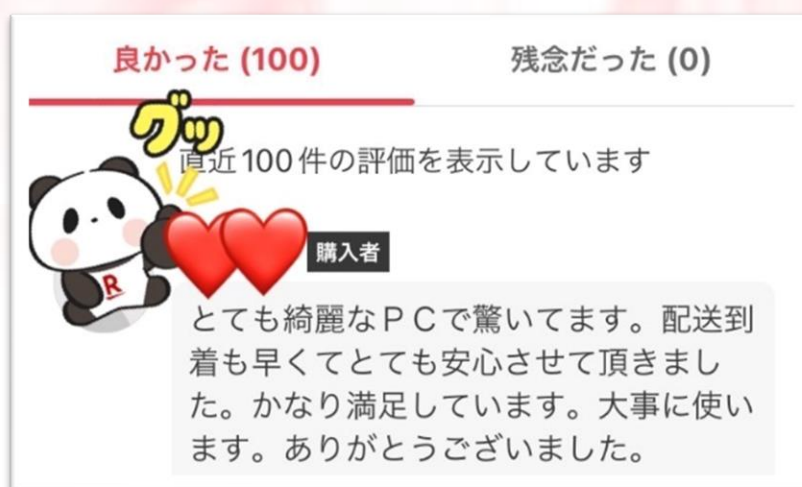 良かった (100)
残念だった (0)
グッ
直近100件の評価を表示しています
購入者
R
とても綺麗なＰＣで驚いてます。配送到
着も早くてとても安心させて頂きまし
た。かなり満足しています。大事に使い
ます。ありがとうございました。